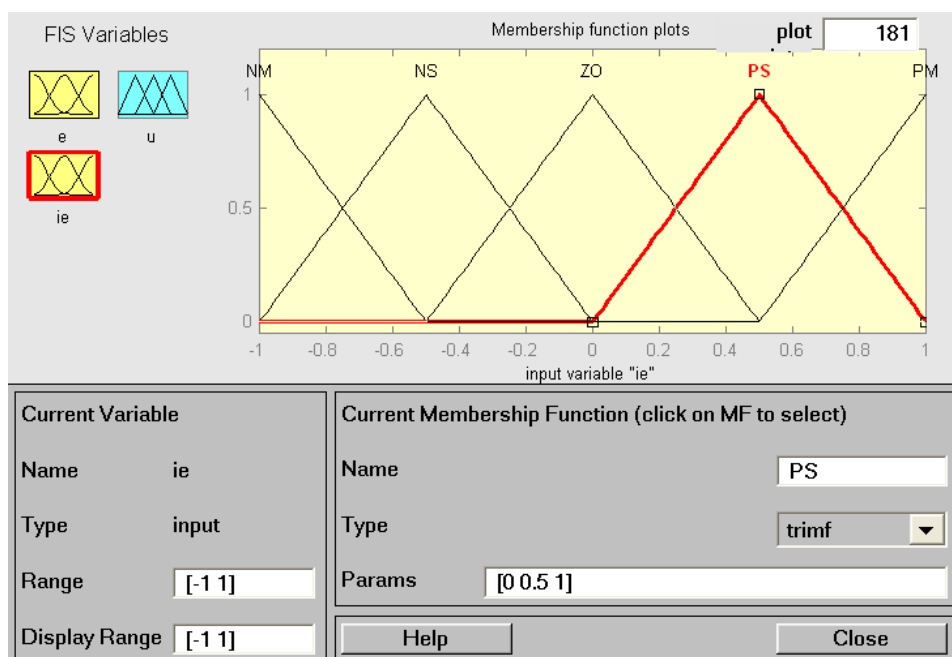 FIS Variables
Membership function plots
plot
181
e
u
ie
NM
NS
ZO
PS
PM
1
0.5
0
-1
-0.8
-0.6
-0.4
-0.2
0
0.2
0.4
0.6
0.8
1
input variable "ie"
Current Variable
Name
ie
Type
input
Range
[-1 1]
Display Range
[-1 1]
Current Membership Function (click on MF to select)
Name
PS
Type
trimf
Params
[0 0.5 1]
Help
Close